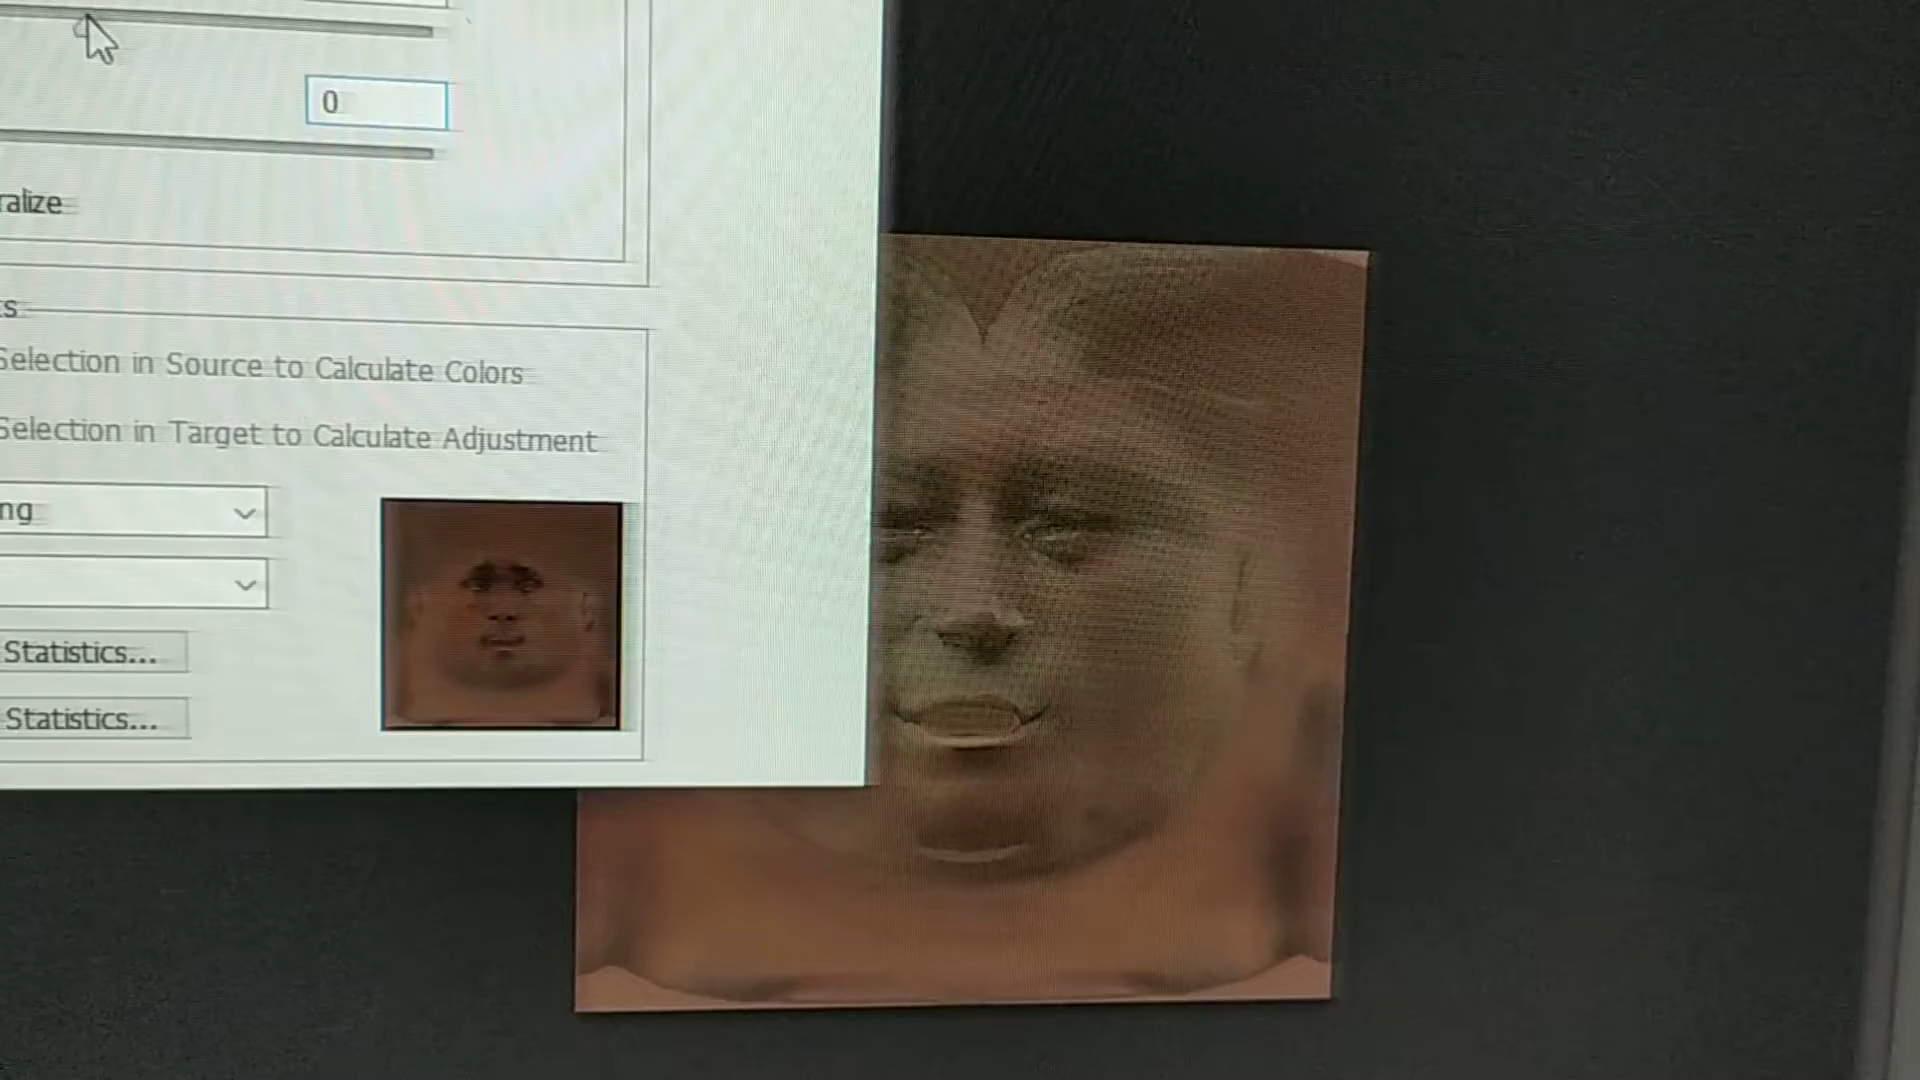 0
ralize
s
Selection in Source to Calculate Colors
Selection in Target to Calculate Adjustment
ng
Statistics...
Statistics...